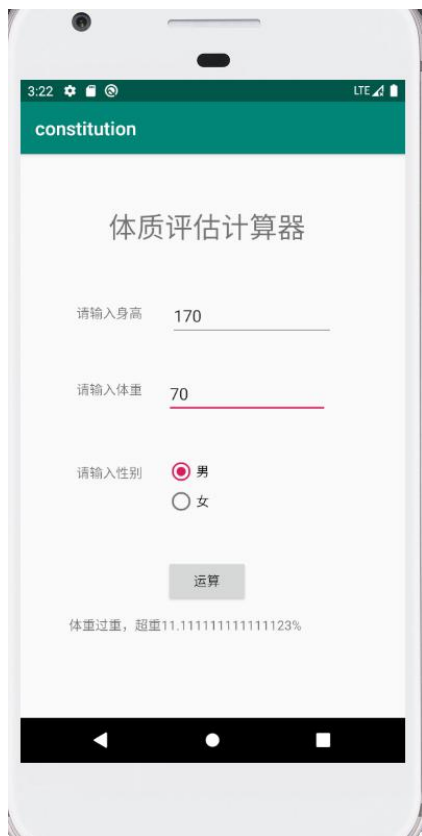 3:22
LTE
constitution
体质评估计算器
请输入身高 170
请输入体重 70
请输入性别 男
女
运算
体重过重，超重11.111111111111123%